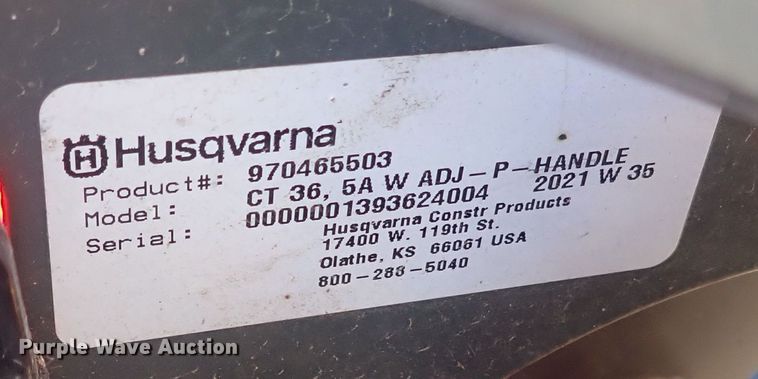 Husqvarna
Product#: 970465503
Model: CT 36, 5A W ADJ-P-HANDLE
Serial: 0000001393624004 2021 W 35
Husqvarna Constr Products
17400 W. 119th St.
Olathe, KS 66061 USA
800-288-5040
Purple Wave Auction